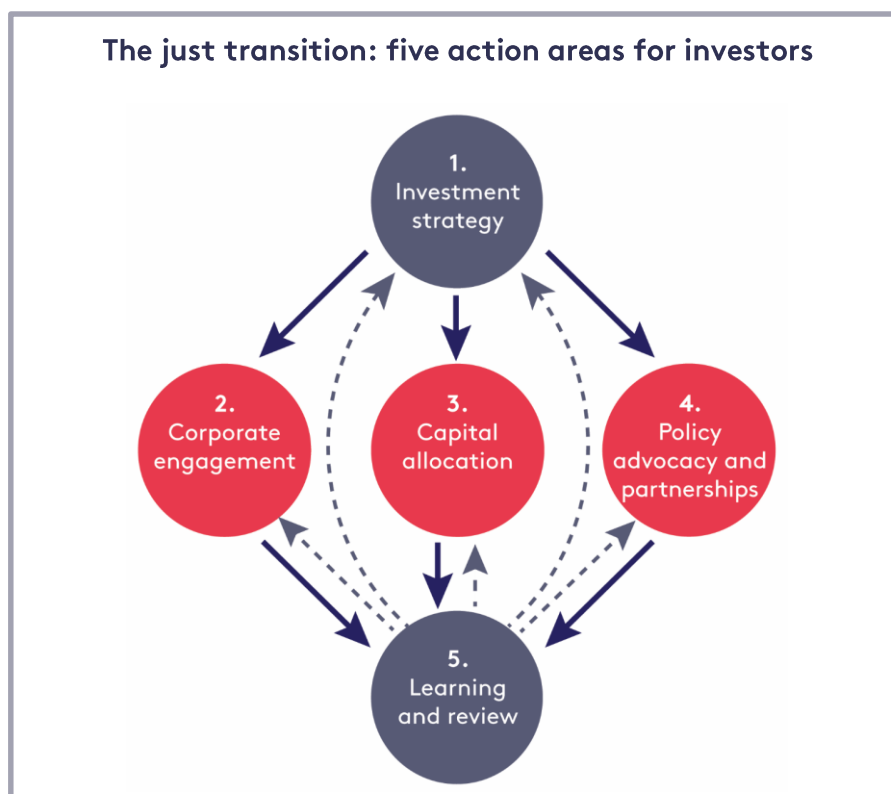 The just transition: five action areas for investors
1.
Investment
strategy
2.
Corporate
engagement
3.
Capital
allocation
4.
Policy
advocacy and
partnerships
5.
Learning
and review